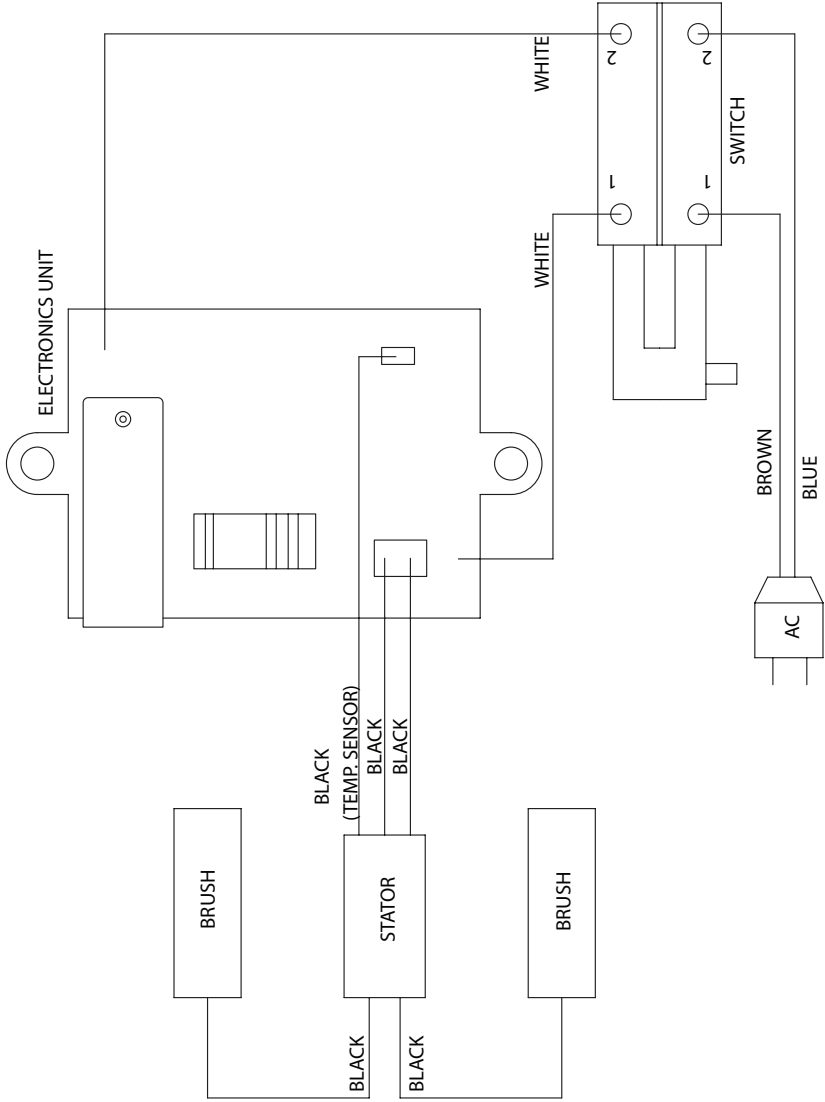 ELECTRONICS UNIT
WHITE
WHITE
2
2
1
1
SWITCH
BROWN
BLUE
AC
BLACK
(TEMP. SENSOR)
BLACK
BLACK
BRUSH
STATOR
BRUSH
BLACK
BLACK